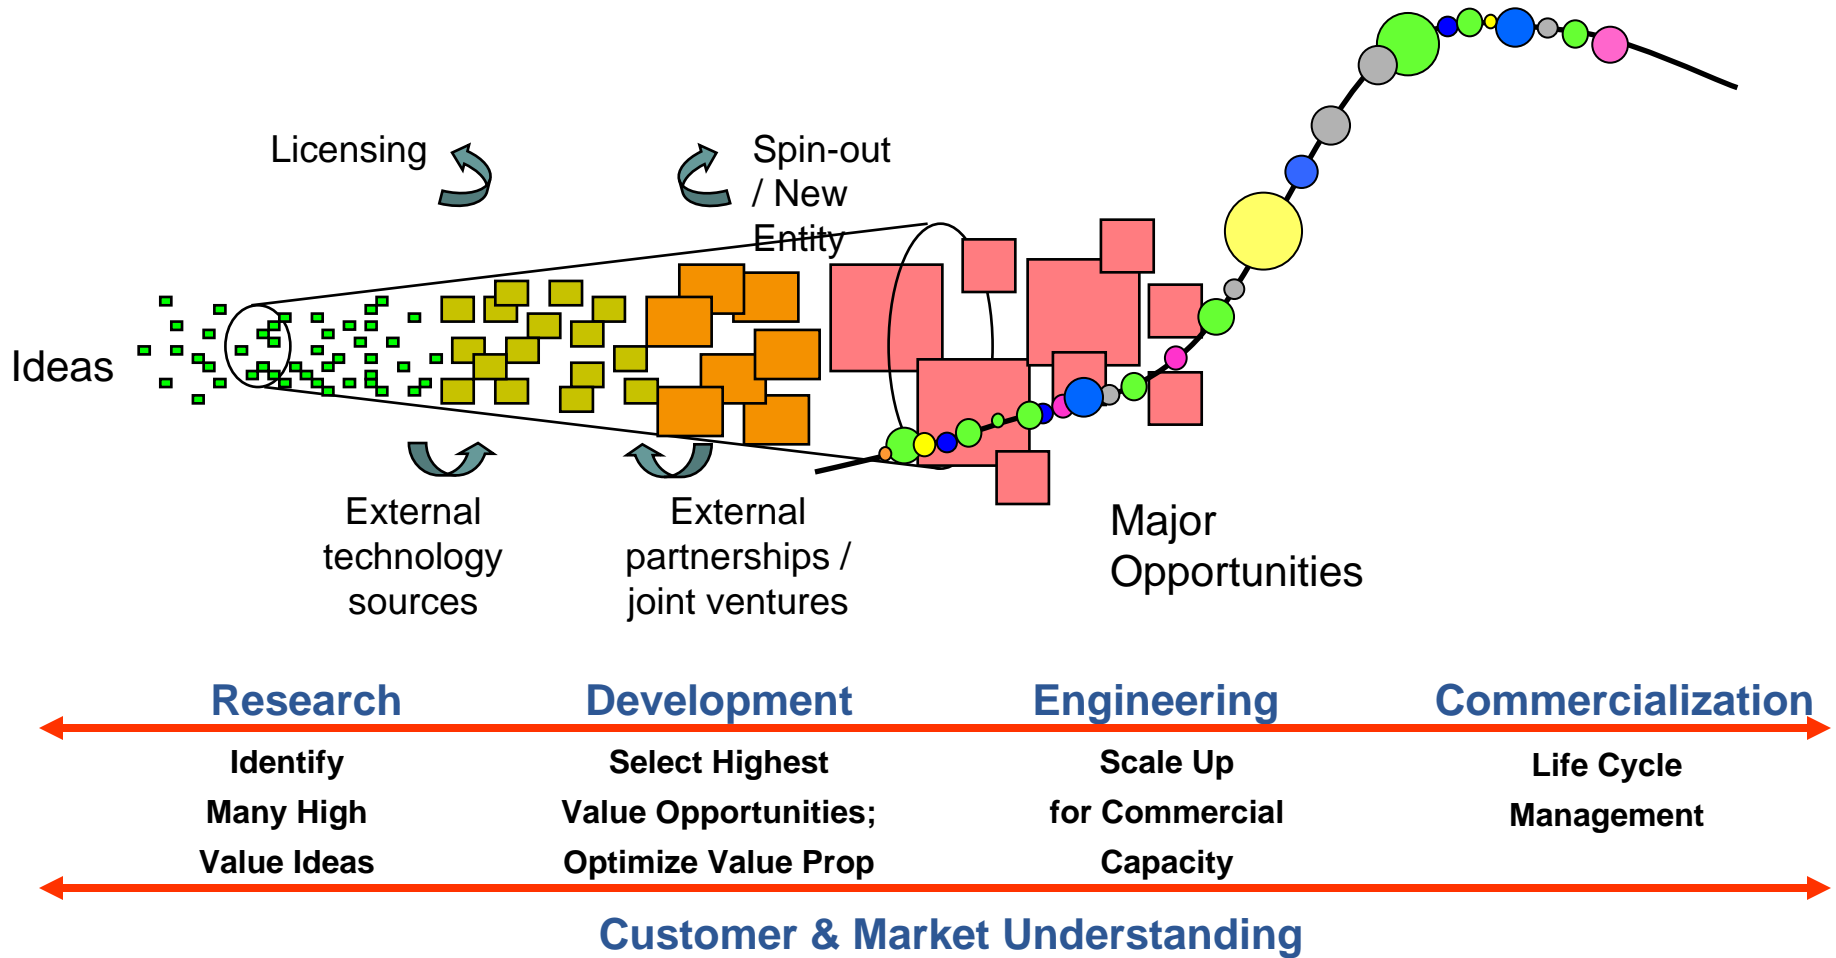 Licensing
Spin-out
/ New
Entity
Ideas
External
technology
sources
External
partnerships /
joint ventures
Major
Opportunities
Research
Development
Engineering
Commercialization
Identify
Many High
Value Ideas
Select Highest
Value Opportunities;
Optimize Value Prop
Scale Up
for Commercial
Capacity
Life Cycle
Management
Customer & Market Understanding